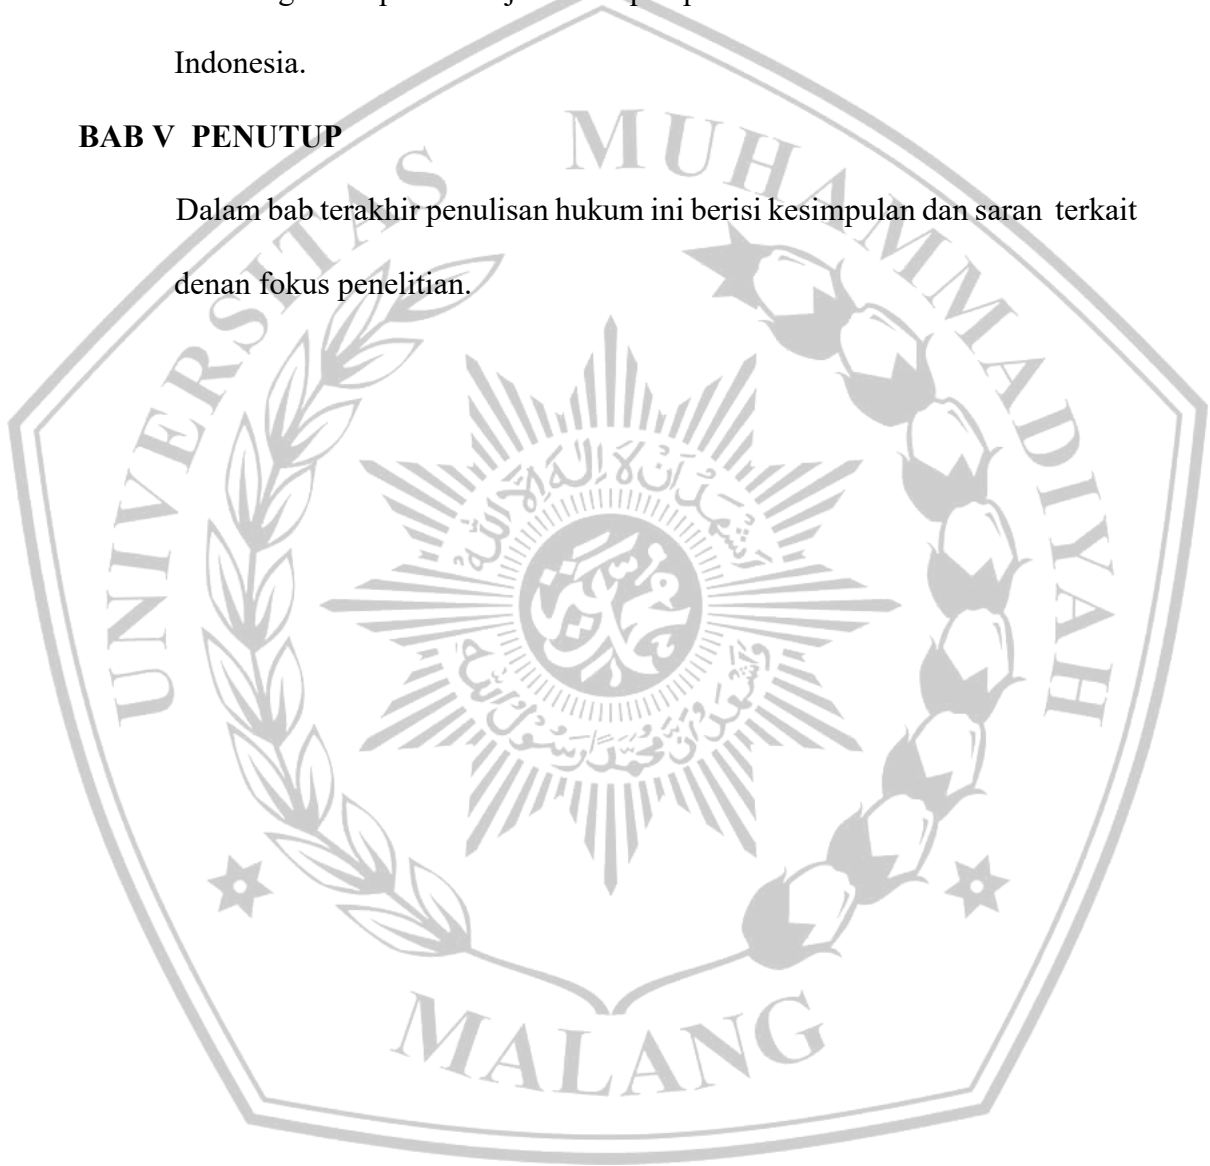 Indonesia.
BAB V PENUTUP
Dalam bab terakhir penulisan hukum ini berisi kesimpulan dan saran terkait
denan fokus penelitian.
UNIVERSITAS MUHAMMADIYAH
MALANG